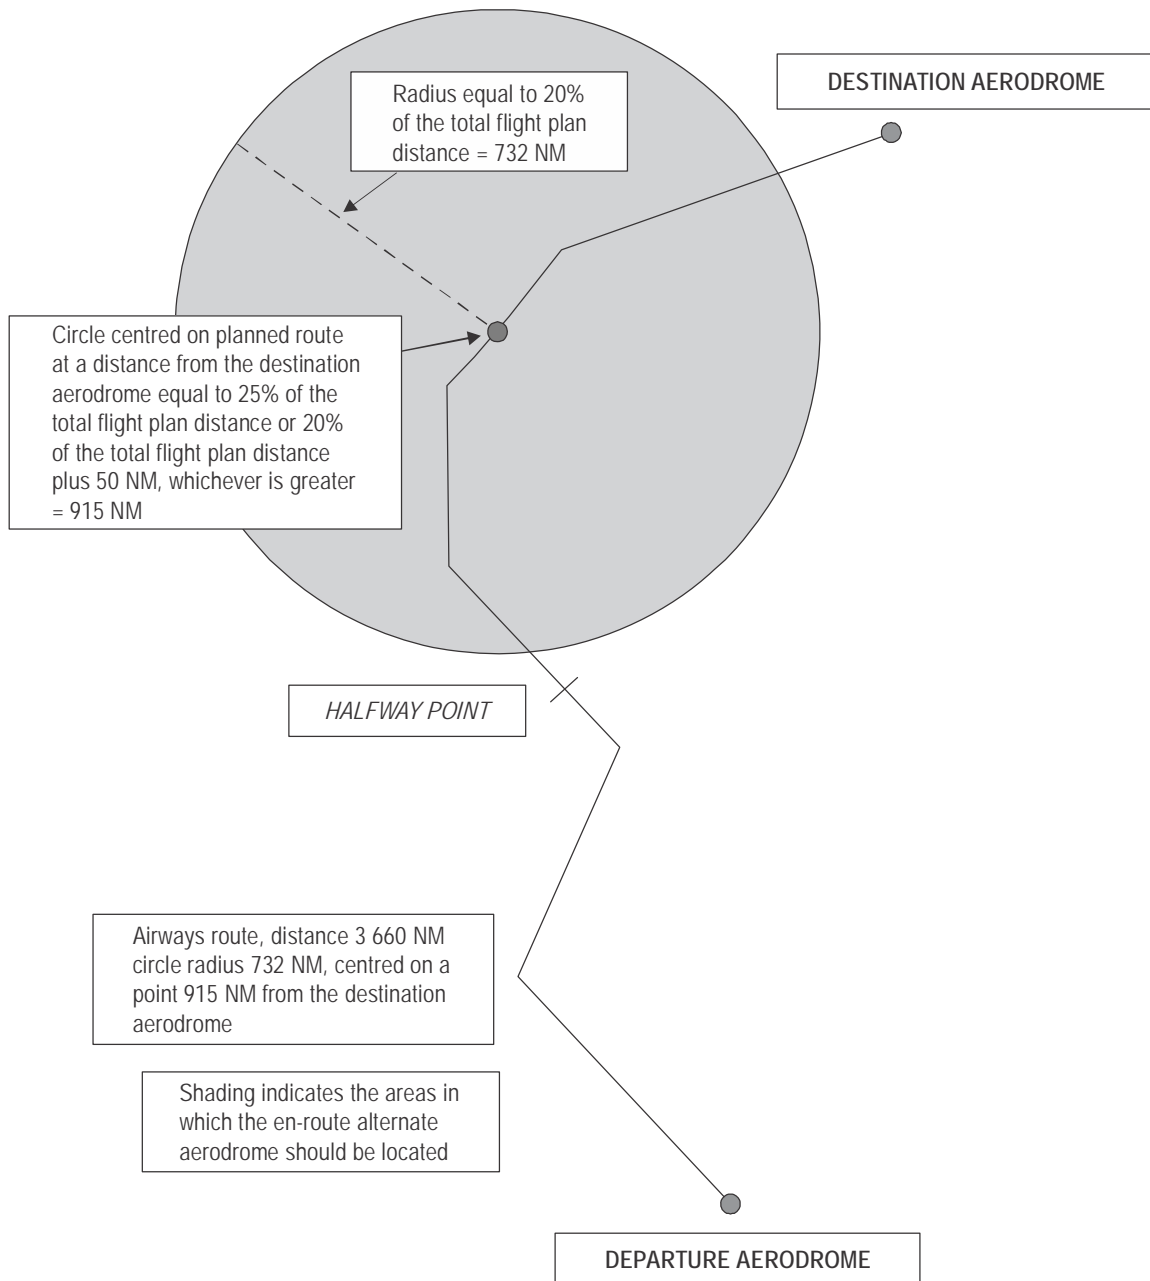 DESTINATION AERODROME
Radius equal to 20%
of the total flight plan
distance = 732 NM
Circle centred on planned route
at a distance from the destination
aerodrome equal to 25% of the
total flight plan distance or 20%
of the total flight plan distance
plus 50 NM, whichever is greater
= 915 NM
HALFWAY POINT
Airways route, distance 3 660 NM
circle radius 732 NM, centred on a
point 915 NM from the destination
aerodrome
Shading indicates the areas in
which the en-route alternate
aerodrome should be located
DEPARTURE AERODROME